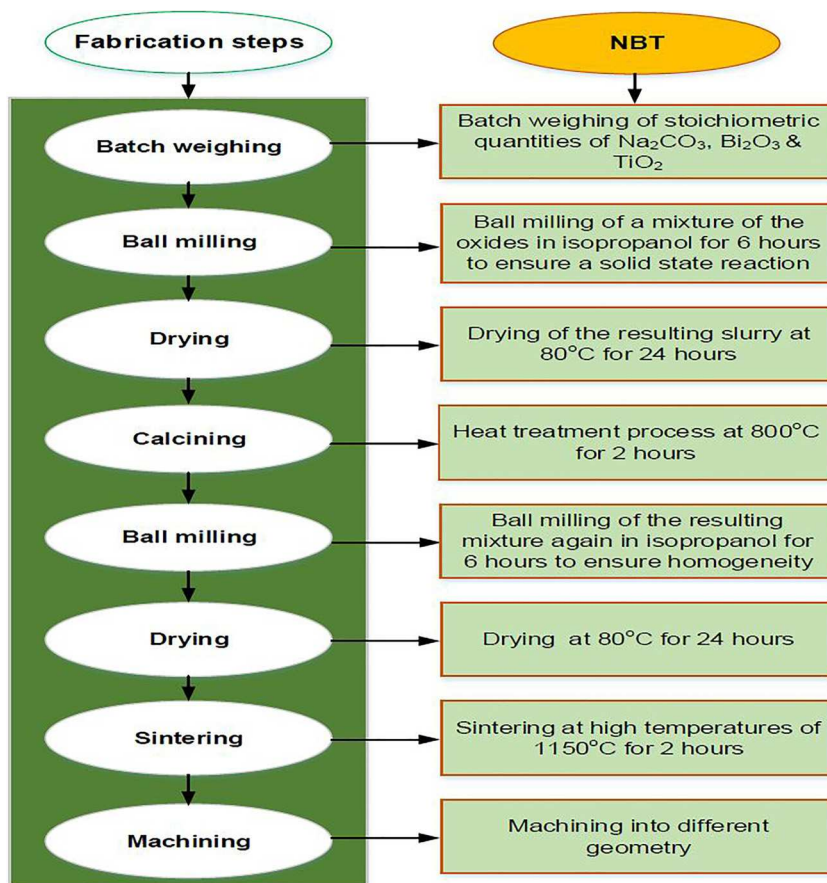 Fabrication steps
NBT
Batch weighing
Batch weighing of stoichiometric
quantities of Na₂CO₃, Bi₂O₃ &
TiO₂
Ball milling
Ball milling of a mixture of the
oxides in isopropanol for 6 hours
to ensure a solid state reaction
Drying
Drying of the resulting slurry at
80°C for 24 hours
Calcining
Heat treatment process at 800°C
for 2 hours
Ball milling
Ball milling of the resulting
mixture again in isopropanol for
6 hours to ensure homogeneity
Drying
Drying at 80°C for 24 hours
Sintering
Sintering at high temperatures of
1150°C for 2 hours
Machining
Machining into different
geometry